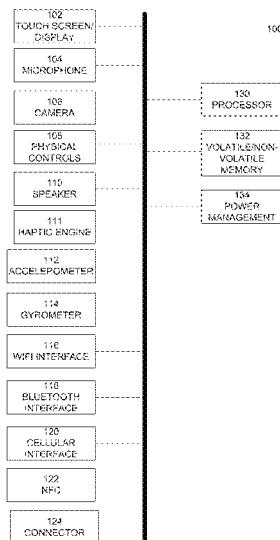 102
TOUCH SCREEN/
DISPLAY
104
MICROPHONE
106
CAMERA
108
PHYSICAL
CONTROLS
110
SPEAKER
111
HAPTIC ENGINE
112
ACCELEROMETER
114
GYROMETER
116
WIFI INTERFACE
118
BLUETOOTH
INTERFACE
120
CELLULAR
INTERFACE
122
NFC
124
CONNECTOR
100
130
PROCESSOR
132
VOLATILE/NON-
VOLATILE
MEMORY
134
POWER
MANAGEMENT